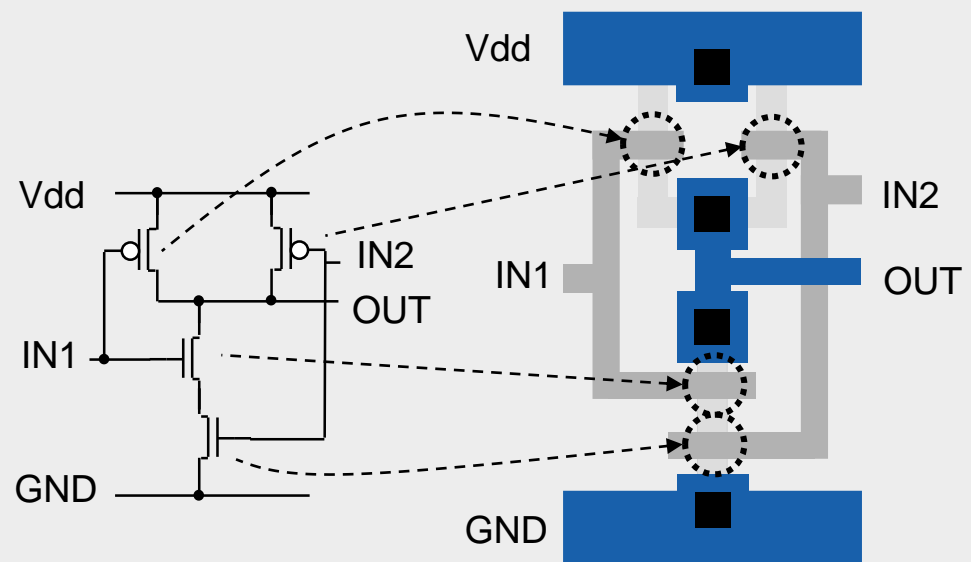 Vdd
IN2
OUT
IN1
GND
Vdd
IN2
IN1
OUT
GND